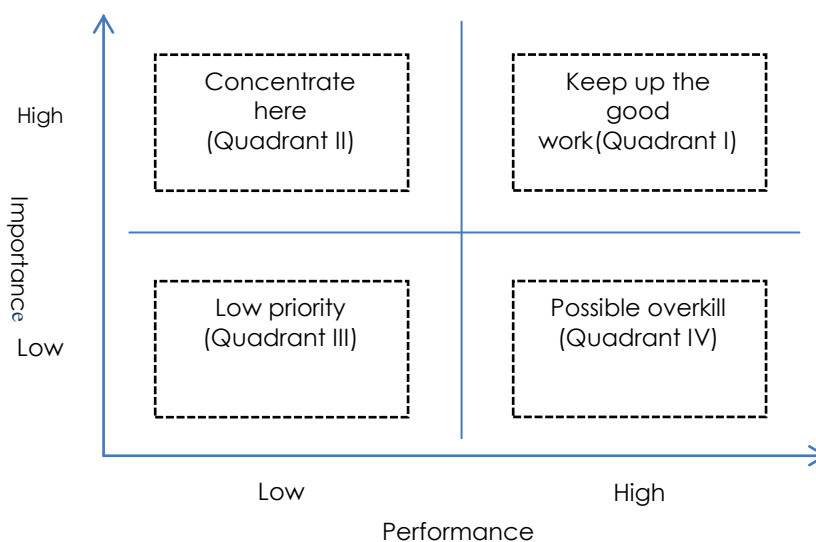 Concentrate
here
(Quadrant II)
Keep up the
good
work(Quadrant I)
High
Importance
Low priority
(Quadrant III)
Possible overkill
(Quadrant IV)
Low
Low
High
Performance